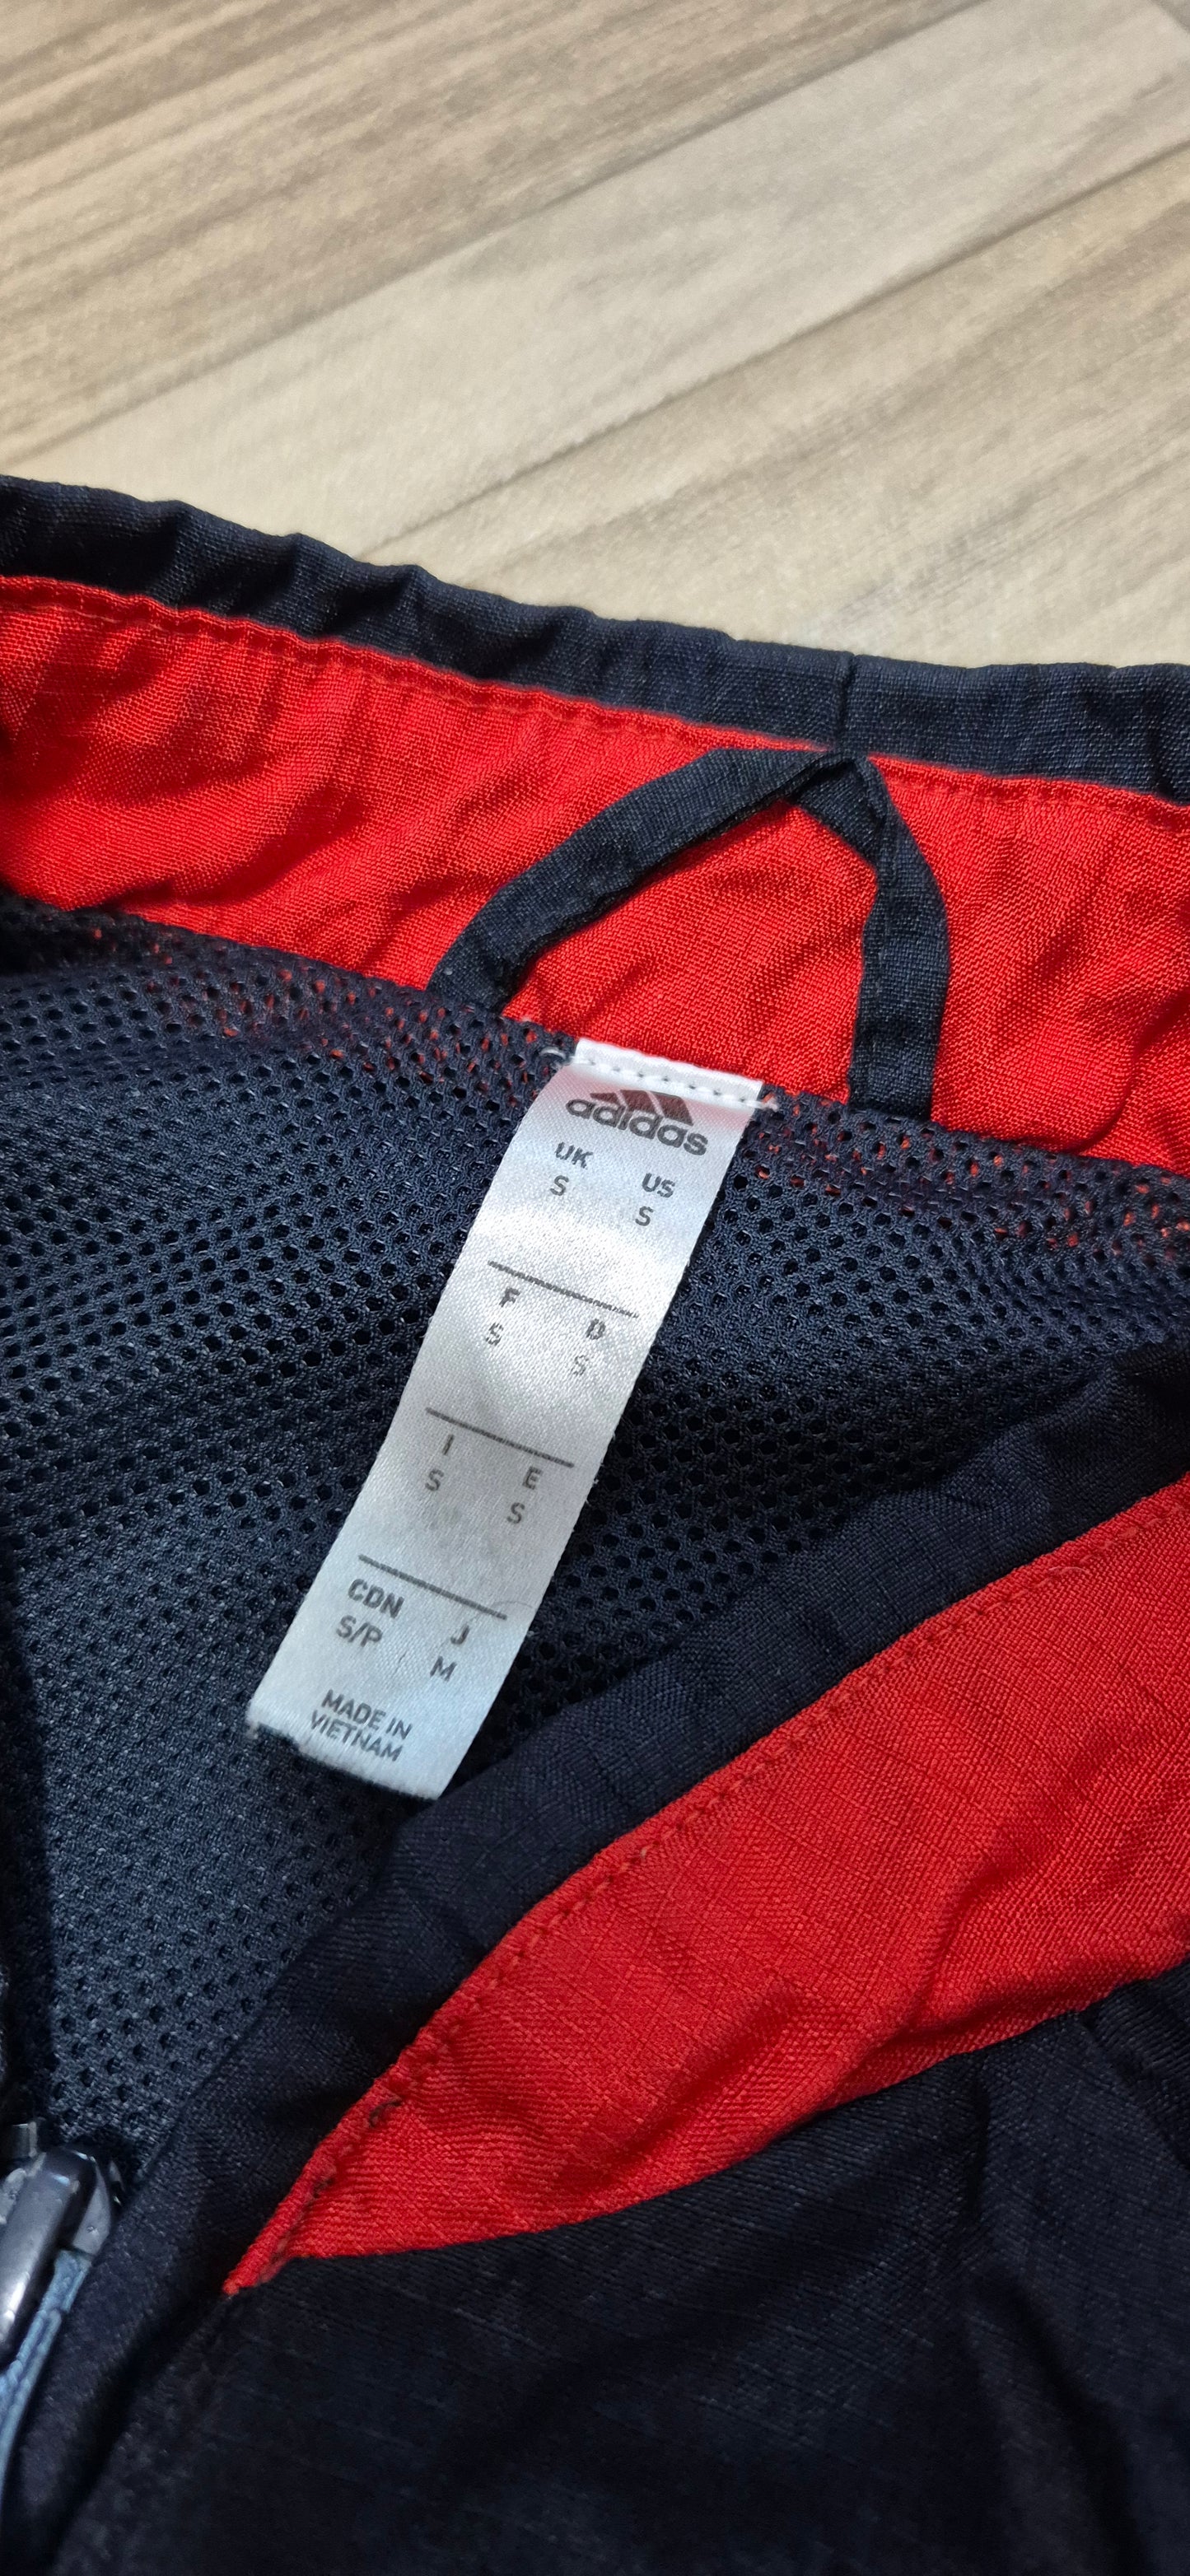 adidas
UK US
S S
F D
S S
I E
S S
CDN J
S/P M
MADE IN
VIETNAM